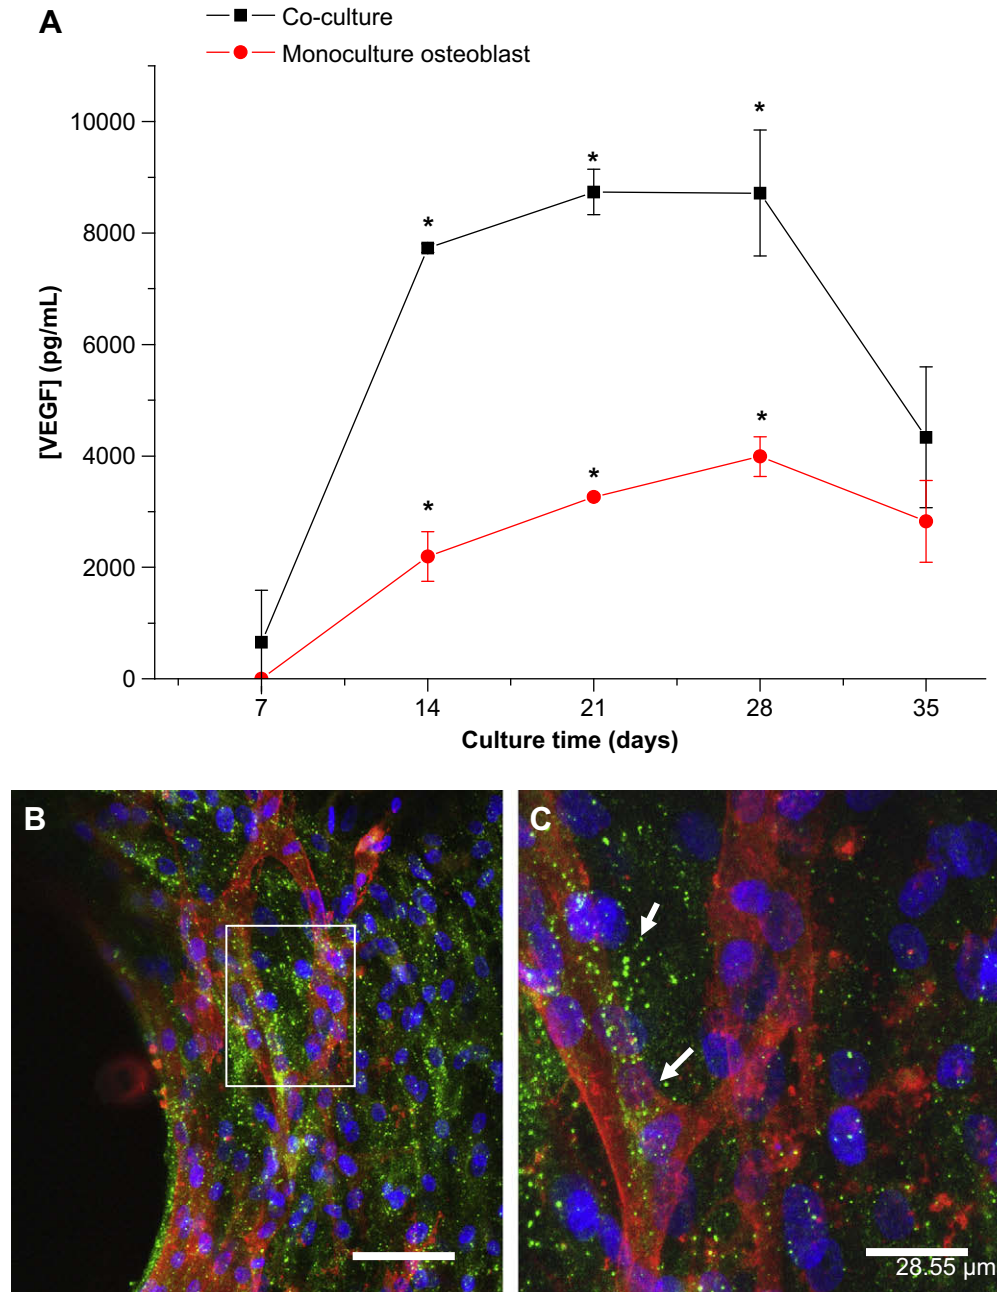 A
Co-culture
Monoculture osteoblast
*
*
*
*
*
*
10000
8000
6000
4000
2000
0
[VEGF] (pg/mL)
7 14 21 28 35
Culture time (days)
B
C
28.55 µm